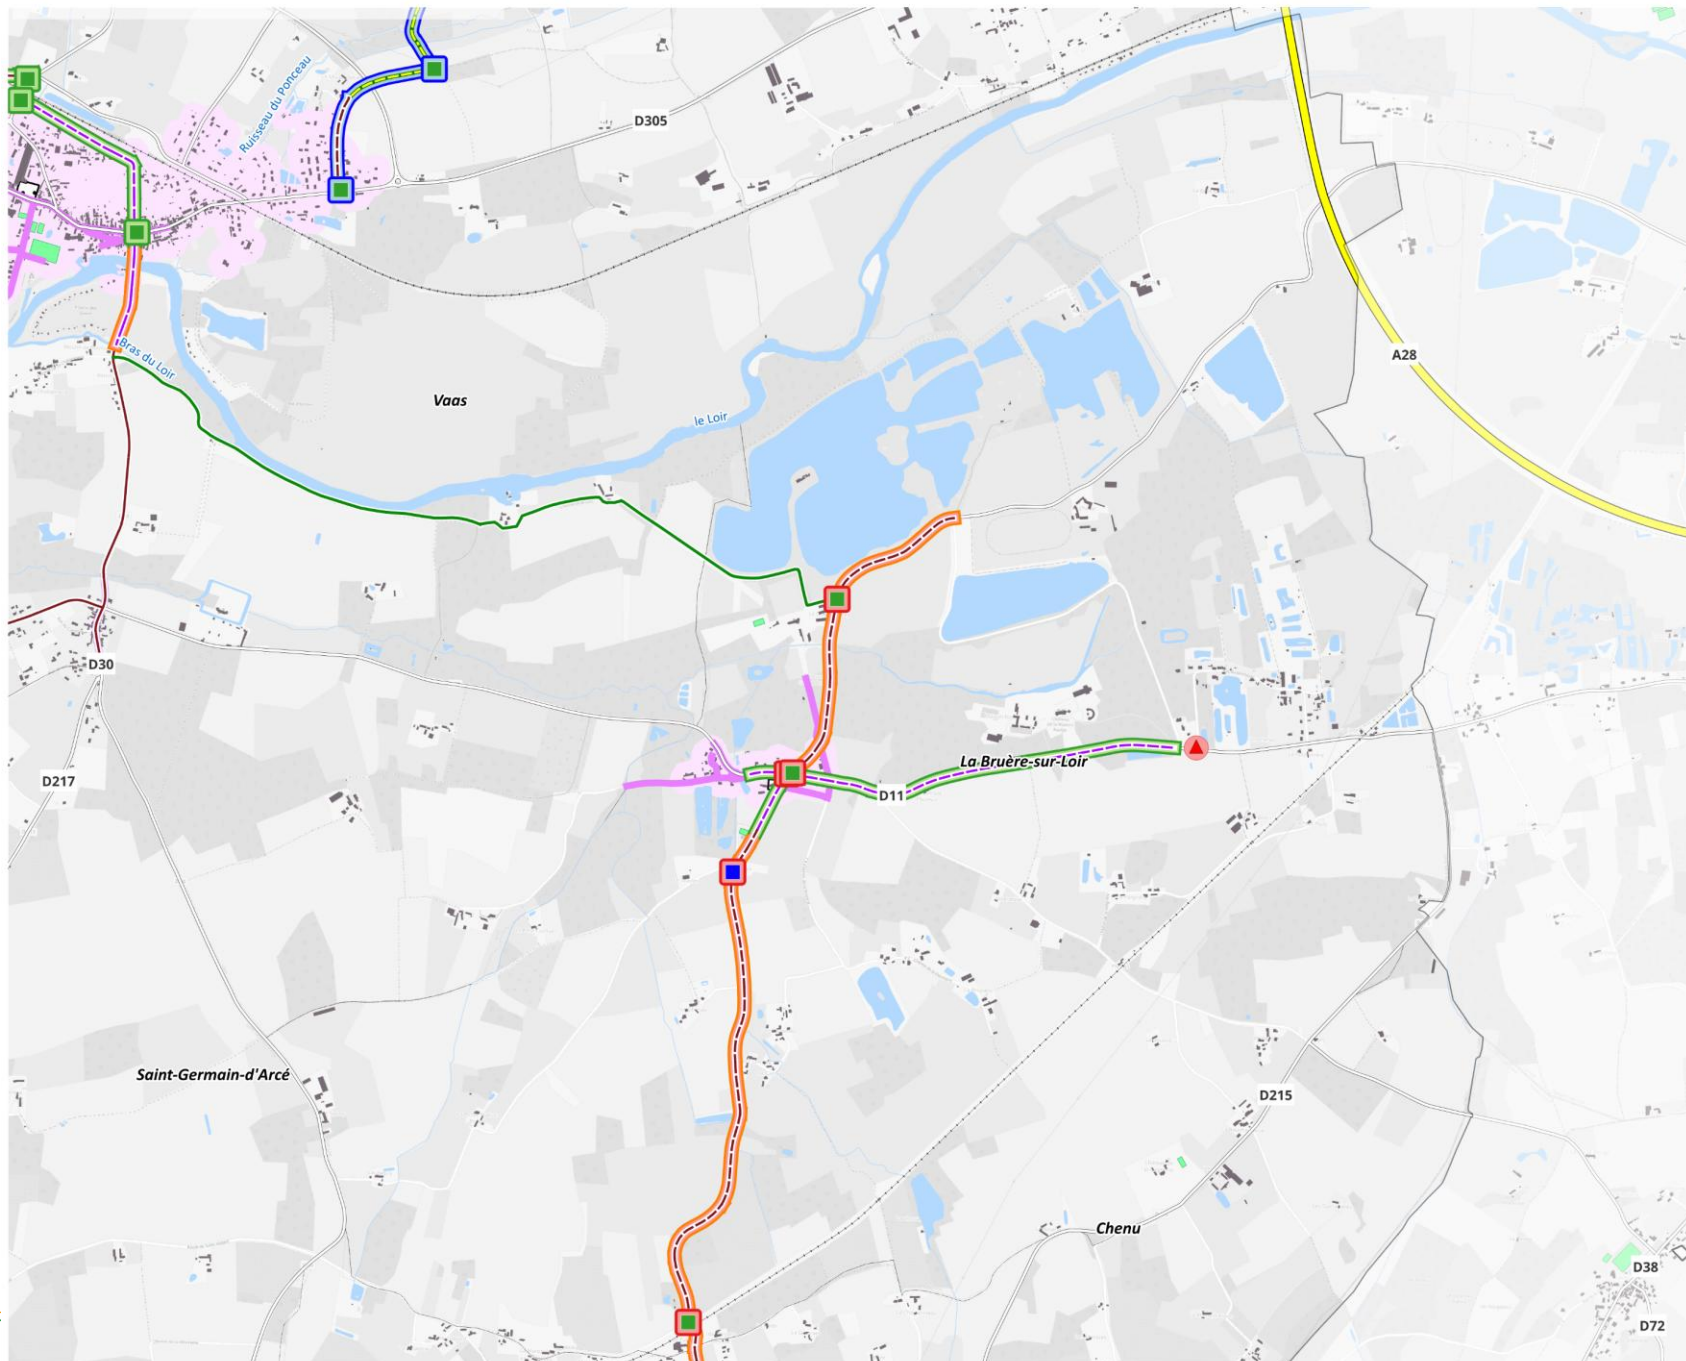 Ruisseau du Ponceau
D305
Bras du Loir
A28
Vaas
le Loir
D30
D217
La Bruère-sur-Loir
D11
Saint-Germain-d'Arcé
D215
Chenu
D38
D72